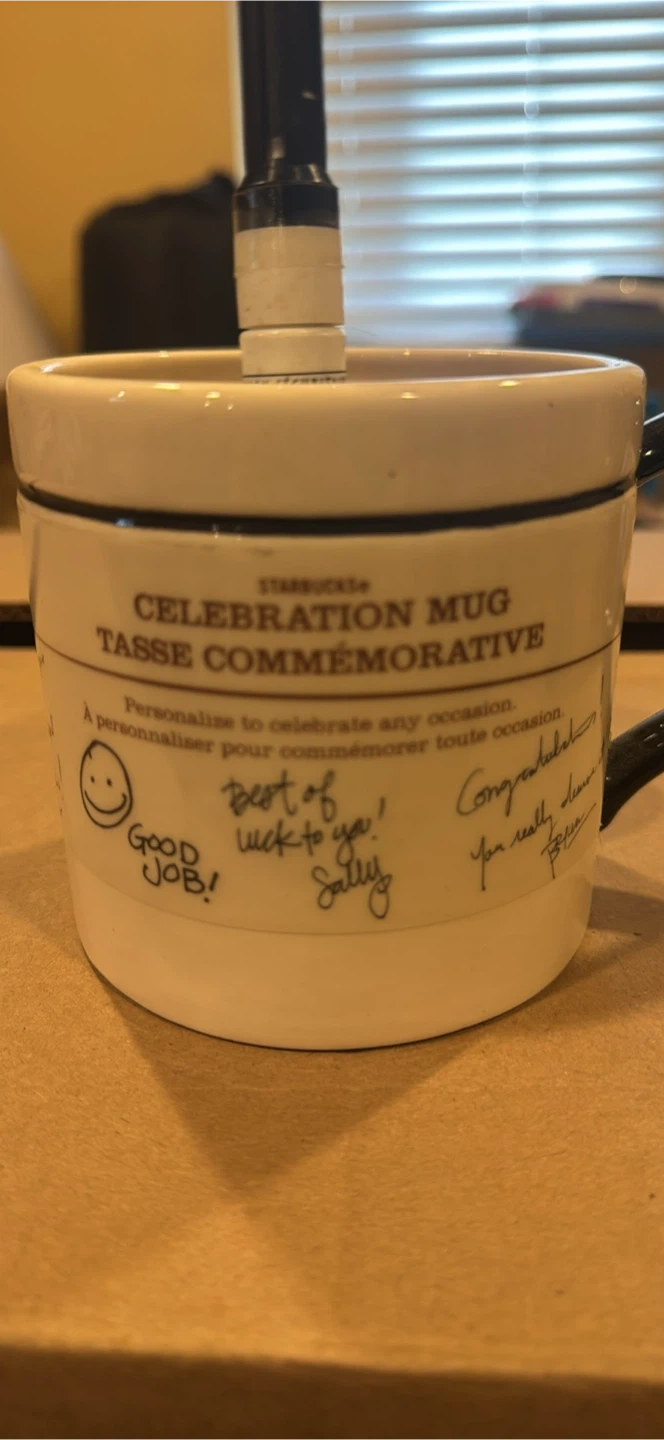 STARBUCKS®
CELEBRATION MUG
TASSE COMMÉMORATIVE
Personalize to celebrate any occasion.
À personnaliser pour commémorer toute occasion.
GOOD
JOB!
Best of
luck to you!
Sally
You really